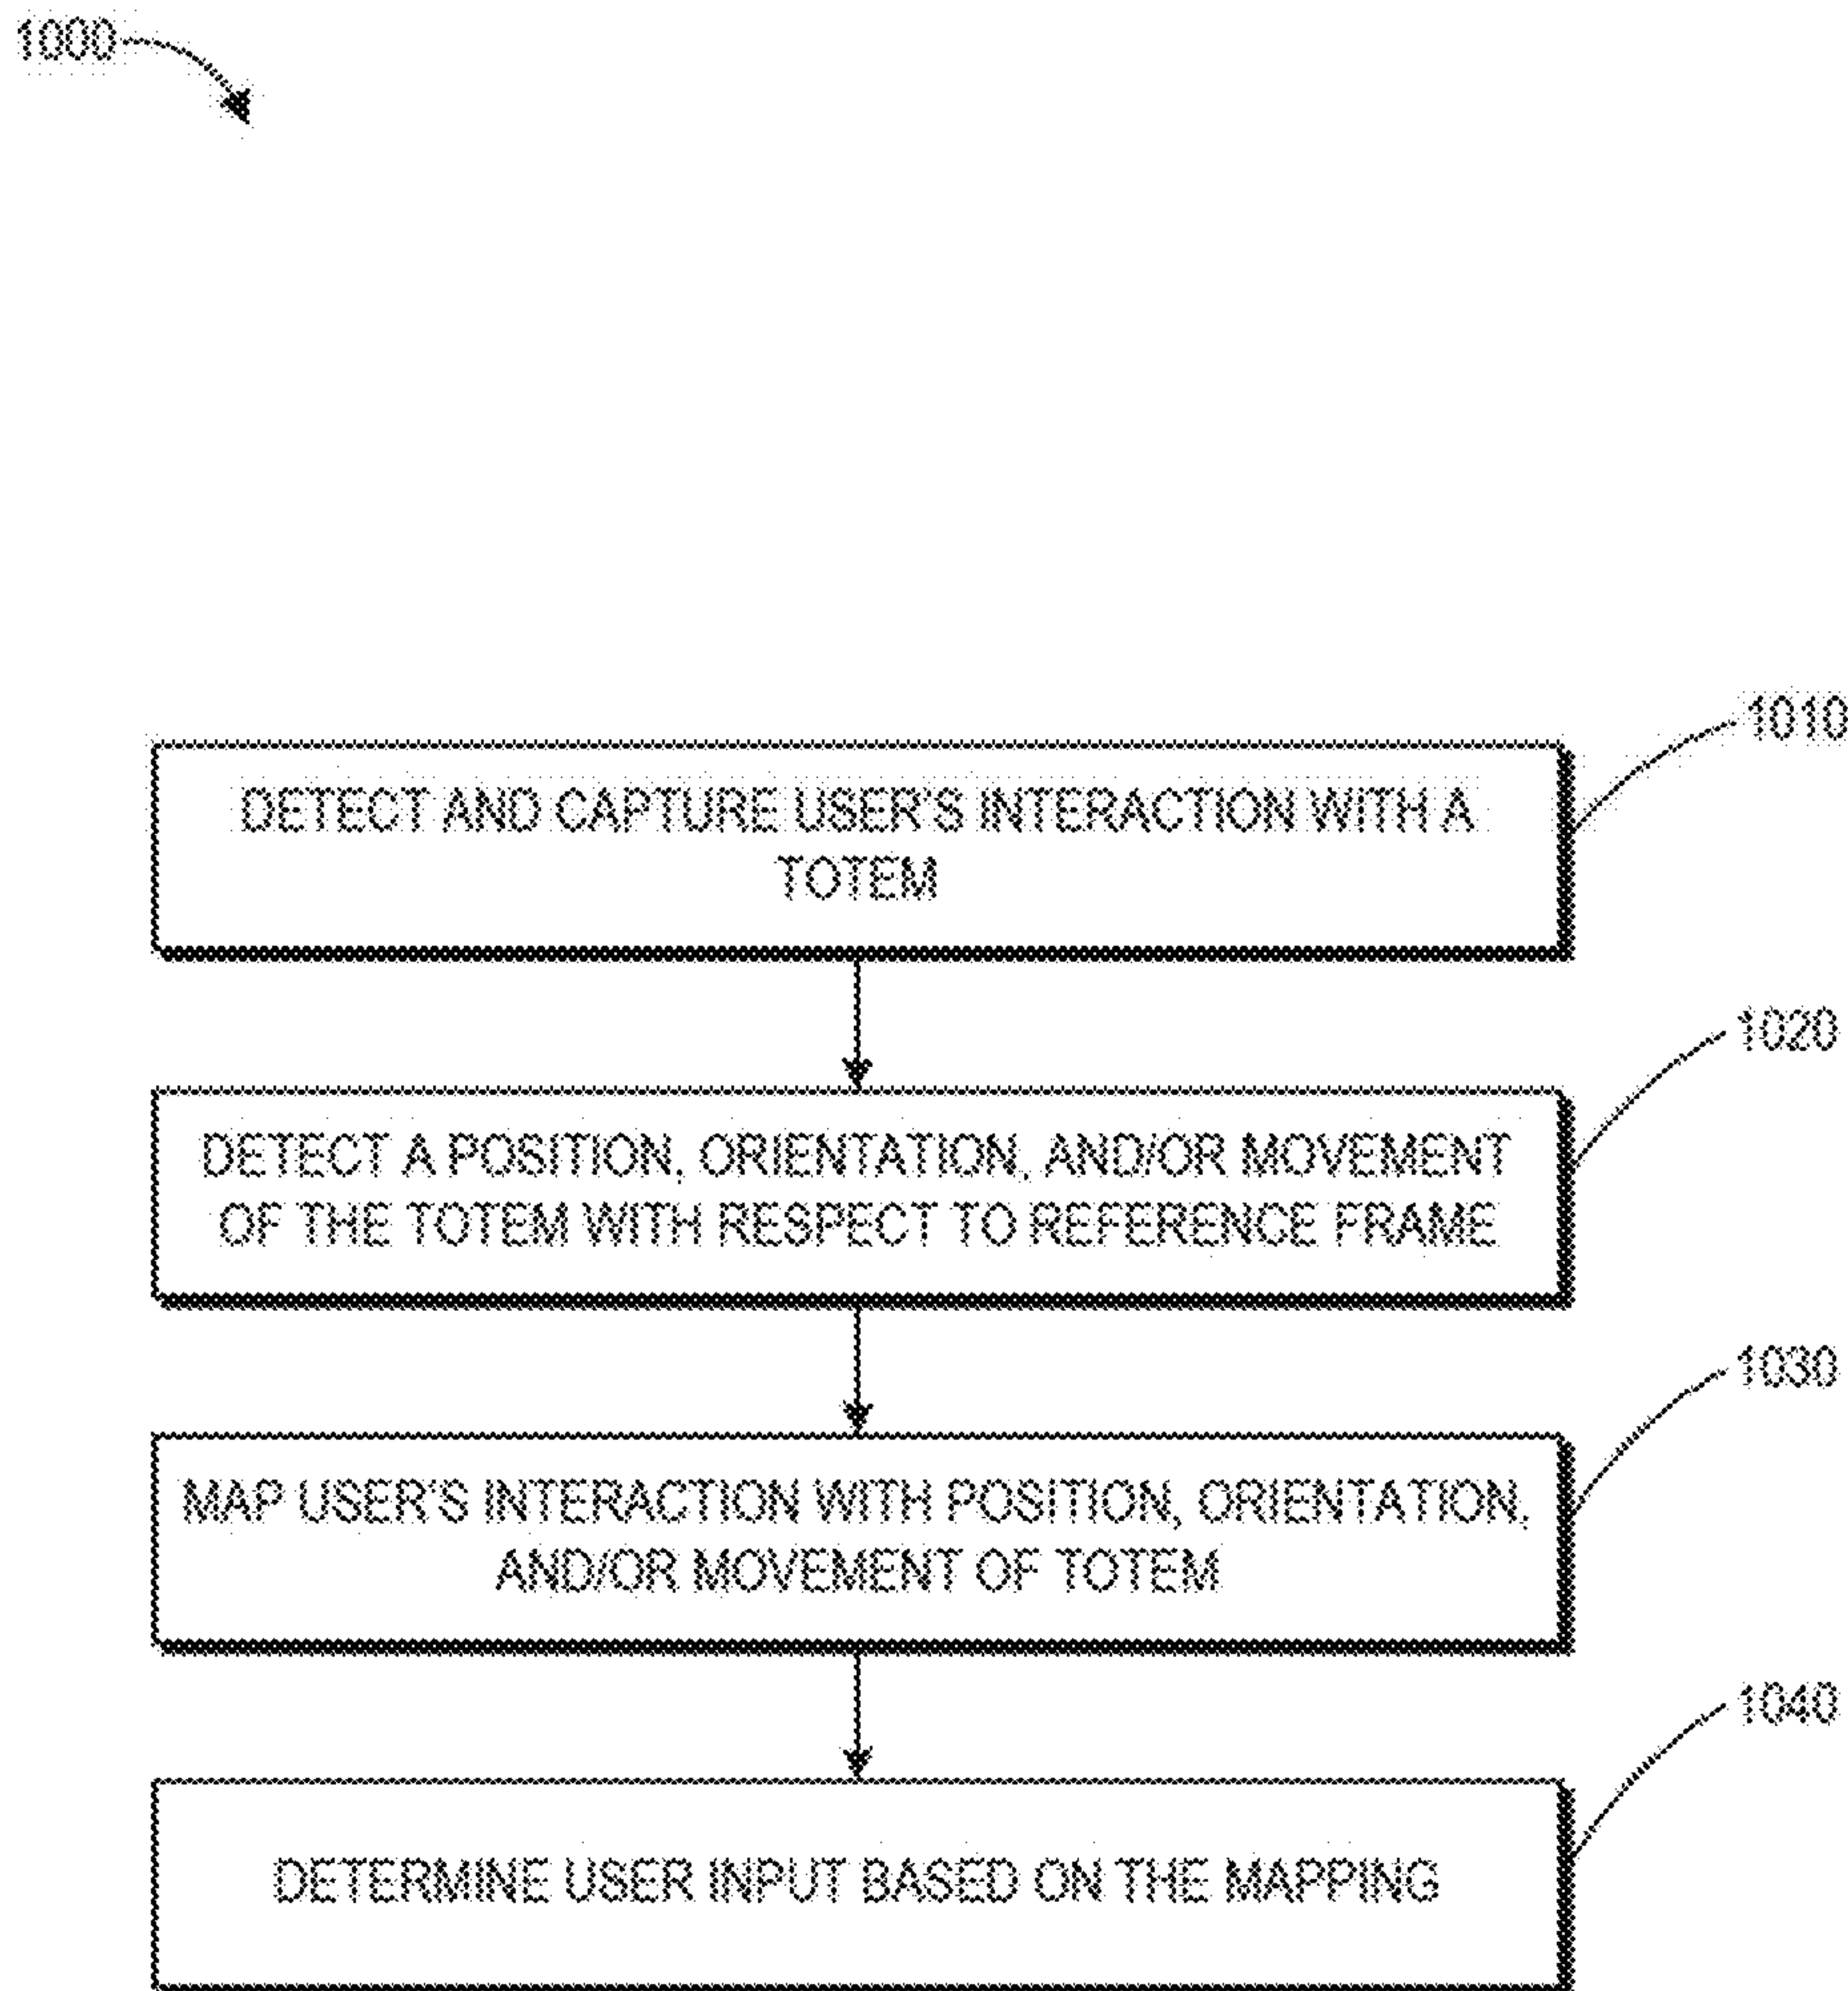 1000
1010
DETECT AND CAPTURE USER'S INTERACTION WITH A
TOTEM
1020
DETECT A POSITION, ORIENTATION, AND/OR MOVEMENT
OF THE TOTEM WITH RESPECT TO REFERENCE FRAME
1030
MAP USER'S INTERACTION WITH POSITION, ORIENTATION,
AND/OR MOVEMENT OF TOTEM
1040
DETERMINE USER INPUT BASED ON THE MAPPING